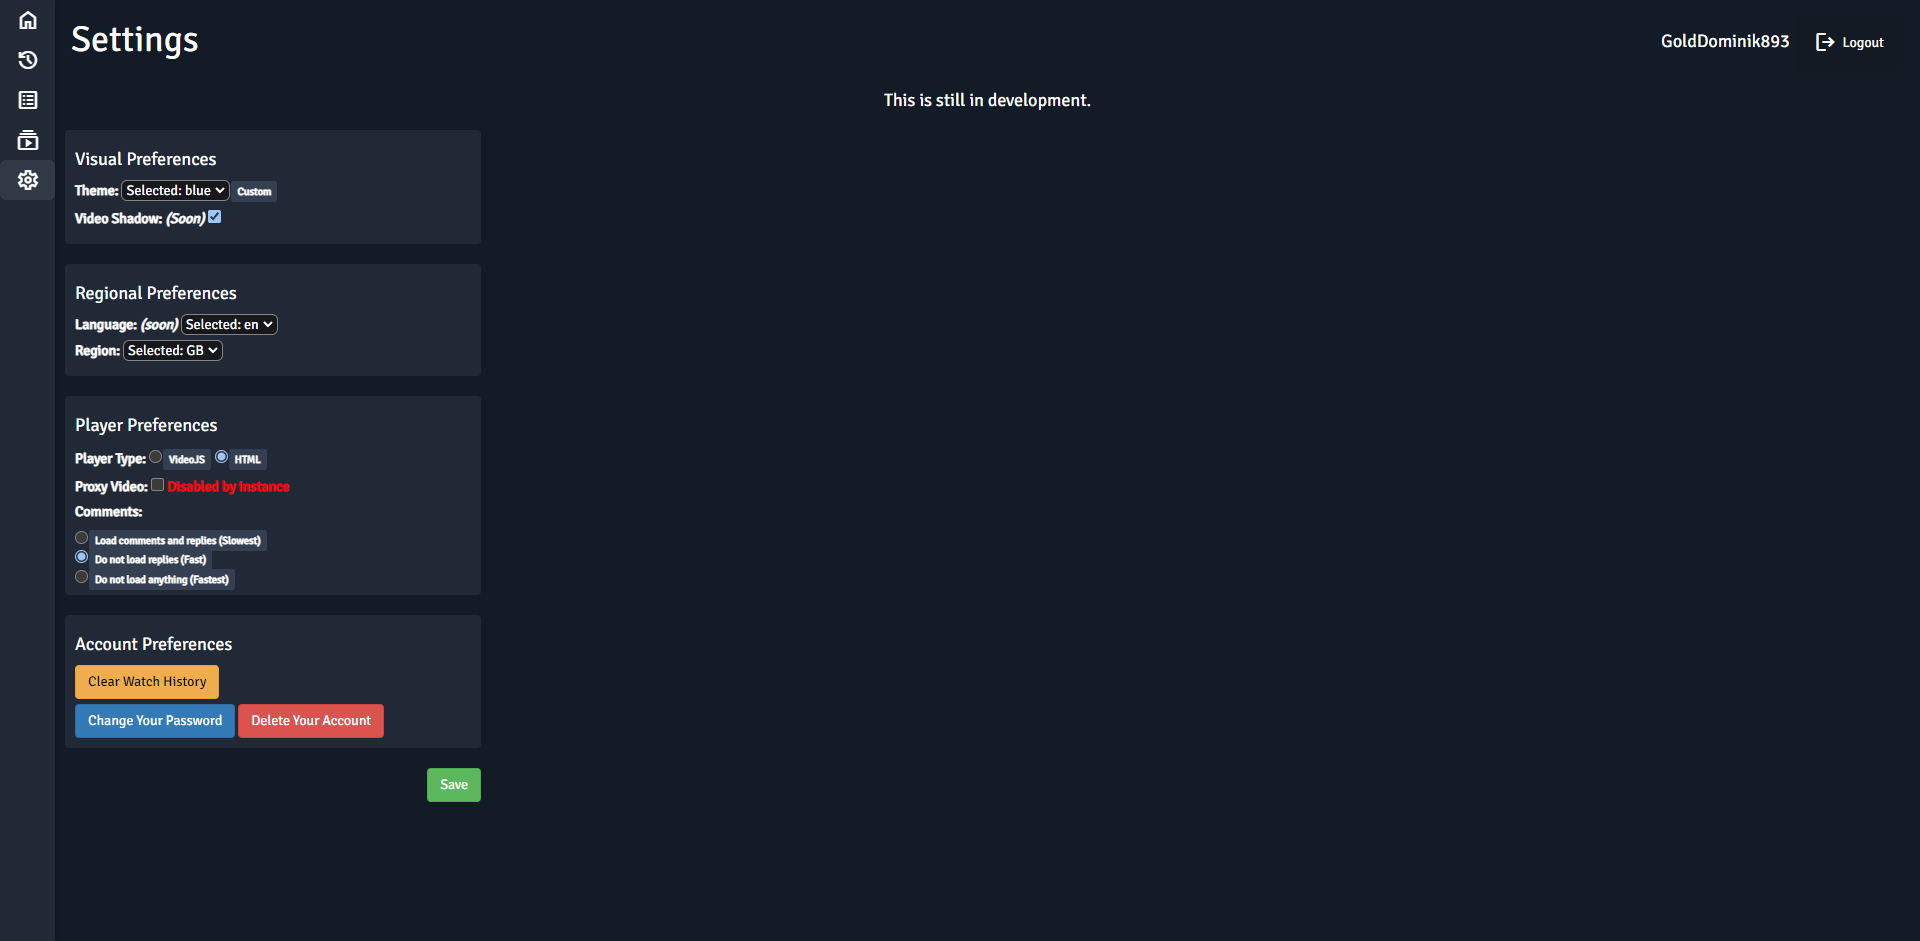 Settings
GoldDominik893
Logout
This is still in development.
Visual Preferences
Theme: Selected: blue Custom
Video Shadow: (Soon)
Regional Preferences
Language: (soon) Selected: en
Region: Selected: GB
Player Preferences
Player Type: VideoJS HTML
Proxy Video: Disabled by instance
Comments:
Load comments and replies (Slowest)
Do not load replies (Fast)
Do not load anything (Fastest)
Account Preferences
Clear Watch History
Change Your Password Delete Your Account
Save